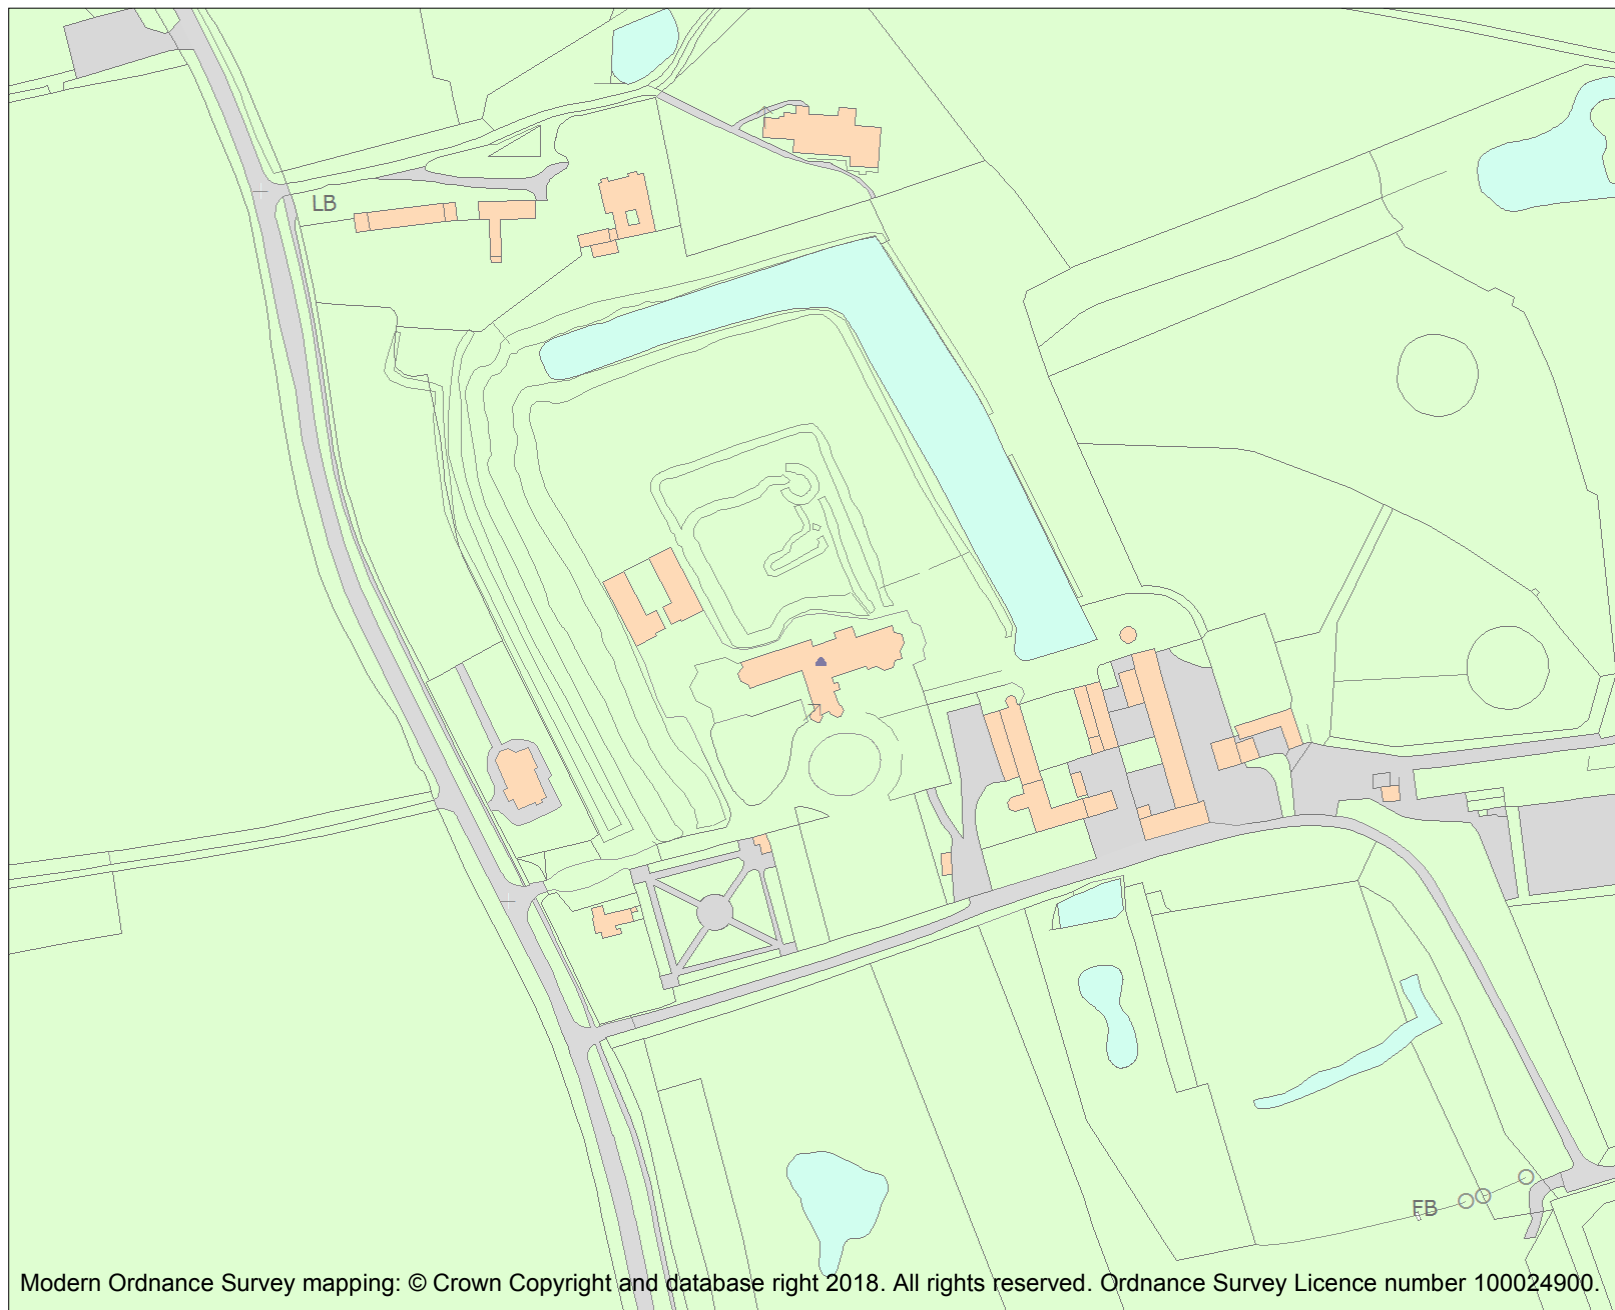 LB
FB
Modern Ordnance Survey mapping: © Crown Copyright and database right 2018. All rights reserved. Ordnance Survey Licence number 100024900.